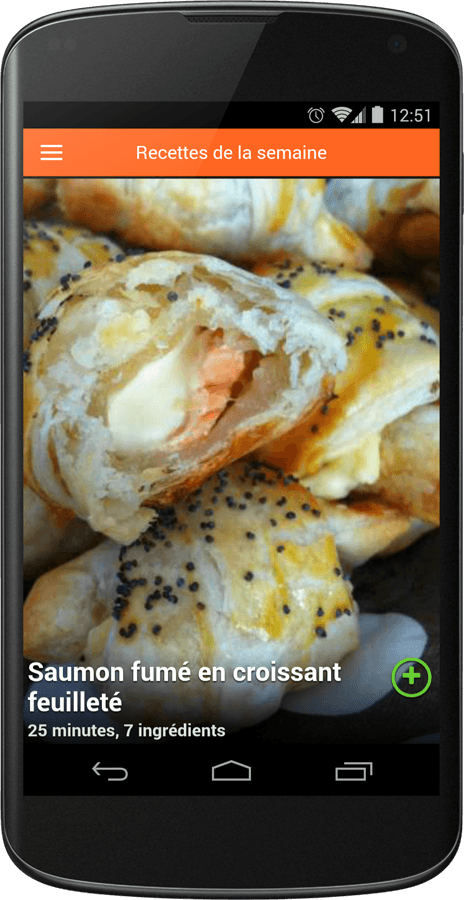 12:51
Recettes de la semaine
Saumon fumé en croissant
feuilleté
25 minutes, 7 ingrédients